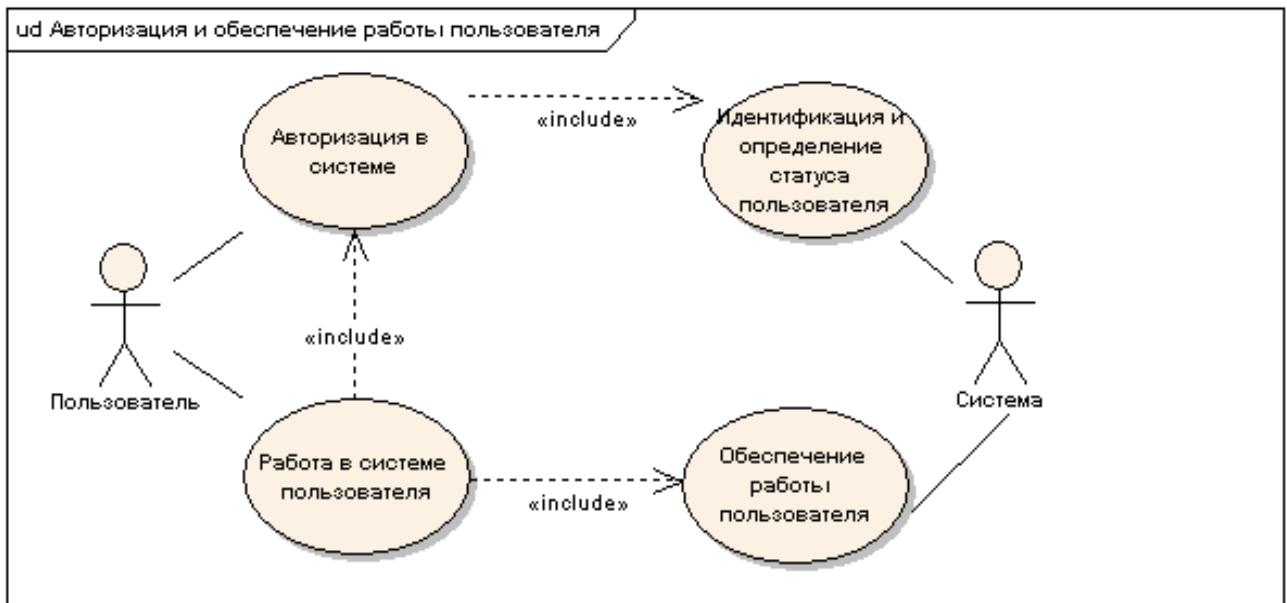 ud Авторизация и обеспечение работы пользователя
Авторизация в
системе
«include»
Идентификация и
определение
статуса
пользователя
«include»
Пользователь
Система
Работа в системе
пользователя
«include»
Обеспечение
работы
пользователя